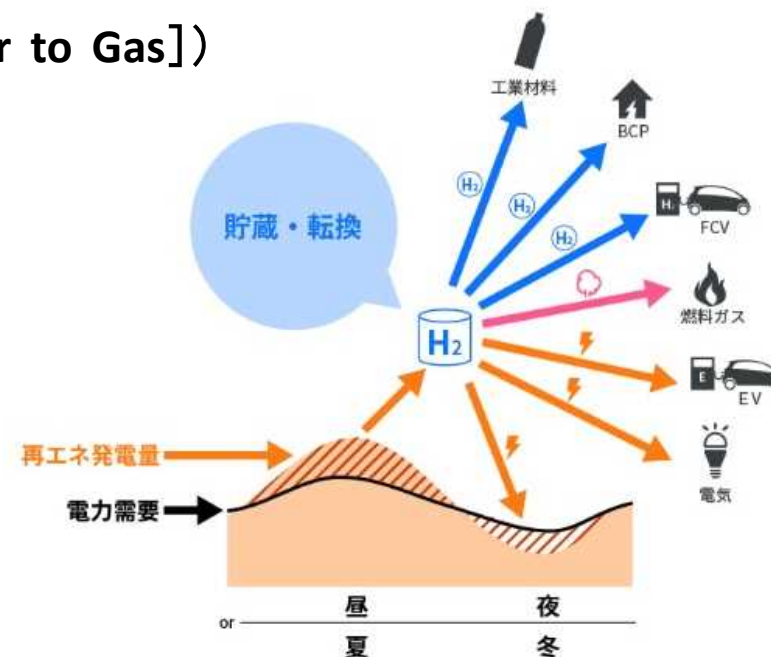 r to Gas］）
工業材料
BCP
貯蔵・転換
H₂
H₂
H₂
H₂
FCV
燃料ガス
H₂
E
EV
再エネ発電量
電力需要
電気
昼 夜
or
夏 冬